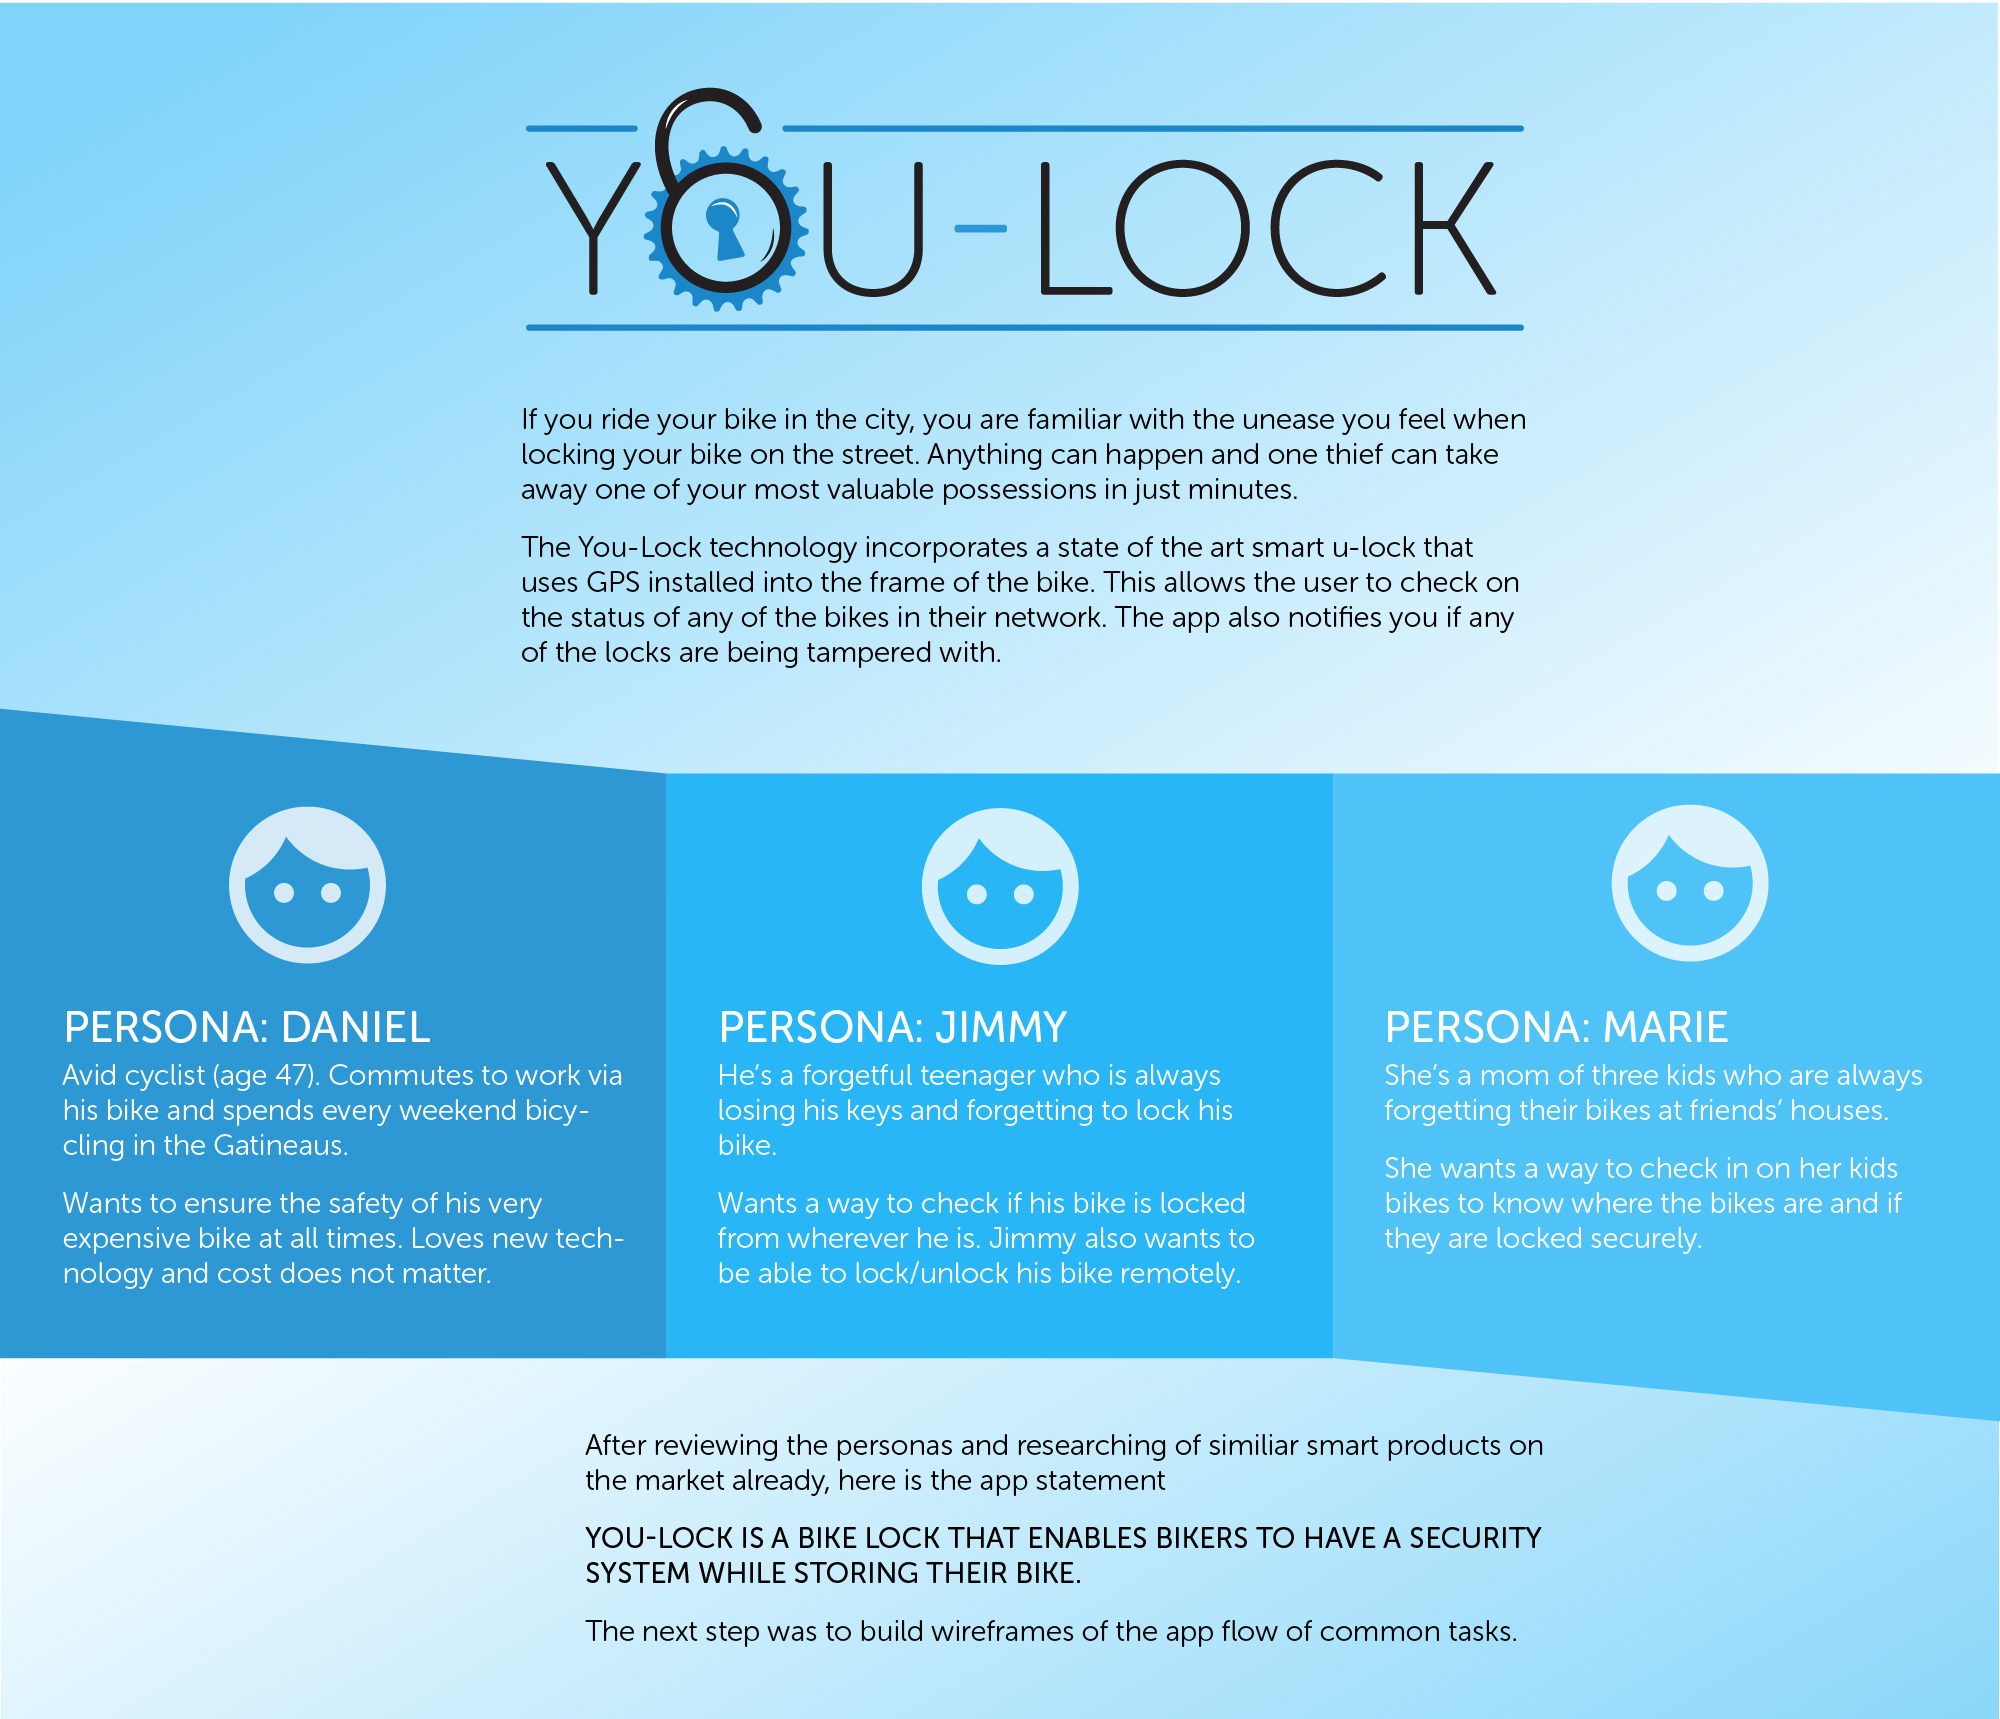 YOU-LOCK
If you ride your bike in the city, you are familiar with the unease you feel when
locking your bike on the street. Anything can happen and one thief can take
away one of your most valuable possessions in just minutes.
The You-Lock technology incorporates a state of the art smart u-lock that
uses GPS installed into the frame of the bike. This allows the user to check on
the status of any of the bikes in their network. The app also notifies you if any
of the locks are being tampered with.
PERSONA: DANIEL
Avid cyclist (age 47). Commutes to work via
his bike and spends every weekend bicy-
cling in the Gatineaus.
Wants to ensure the safety of his very
expensive bike at all times. Loves new tech-
nology and cost does not matter.
PERSONA: JIMMY
He’s a forgetful teenager who is always
losing his keys and forgetting to lock his
bike.
Wants a way to check if his bike is locked
from wherever he is. Jimmy also wants to
be able to lock/unlock his bike remotely.
PERSONA: MARIE
She’s a mom of three kids who are always
forgetting their bikes at friends’ houses.
She wants a way to check in on her kids
bikes to know where the bikes are and if
they are locked securely.
After reviewing the personas and researching of similiar smart products on
the market already, here is the app statement
YOU-LOCK IS A BIKE LOCK THAT ENABLES BIKERS TO HAVE A SECURITY
SYSTEM WHILE STORING THEIR BIKE.
The next step was to build wireframes of the app flow of common tasks.